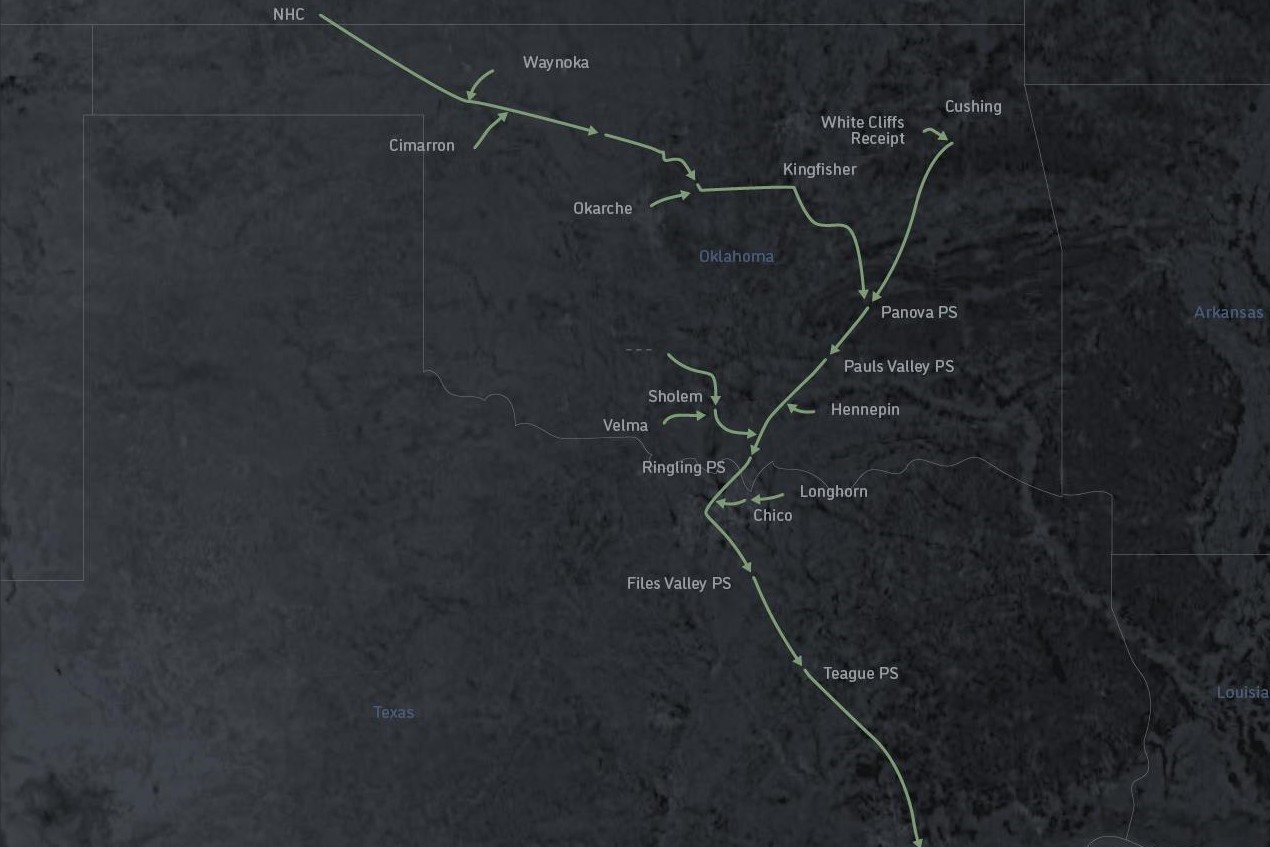 NHC
Waynoka
Cimarron
Cushing
White Cliffs
Receipt
Kingfisher
Okarche
Oklahoma
Panova PS
Arkansas
Pauls Valley PS
Sholem
Hennepin
Velma
Ringling PS
Longhorn
Chico
Files Valley PS
Teague PS
Louisia
Texas